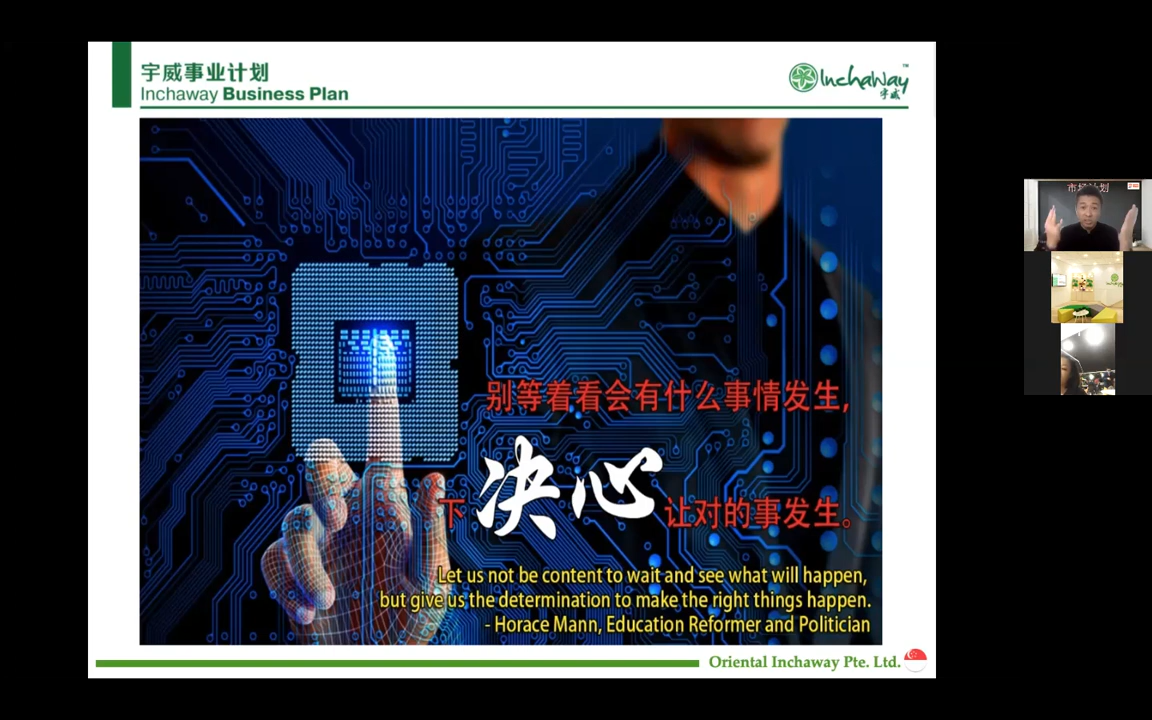 宇威事业计划
Inchaway Business Plan
InchaWay™
宇威
别等着看会有什么事情发生,
下决心让对的事发生。
Let us not be content to wait and see what will happen,
but give us the determination to make the right things happen.
- Horace Mann, Education Reformer and Politician
Oriental Inchaway Pte. Ltd.